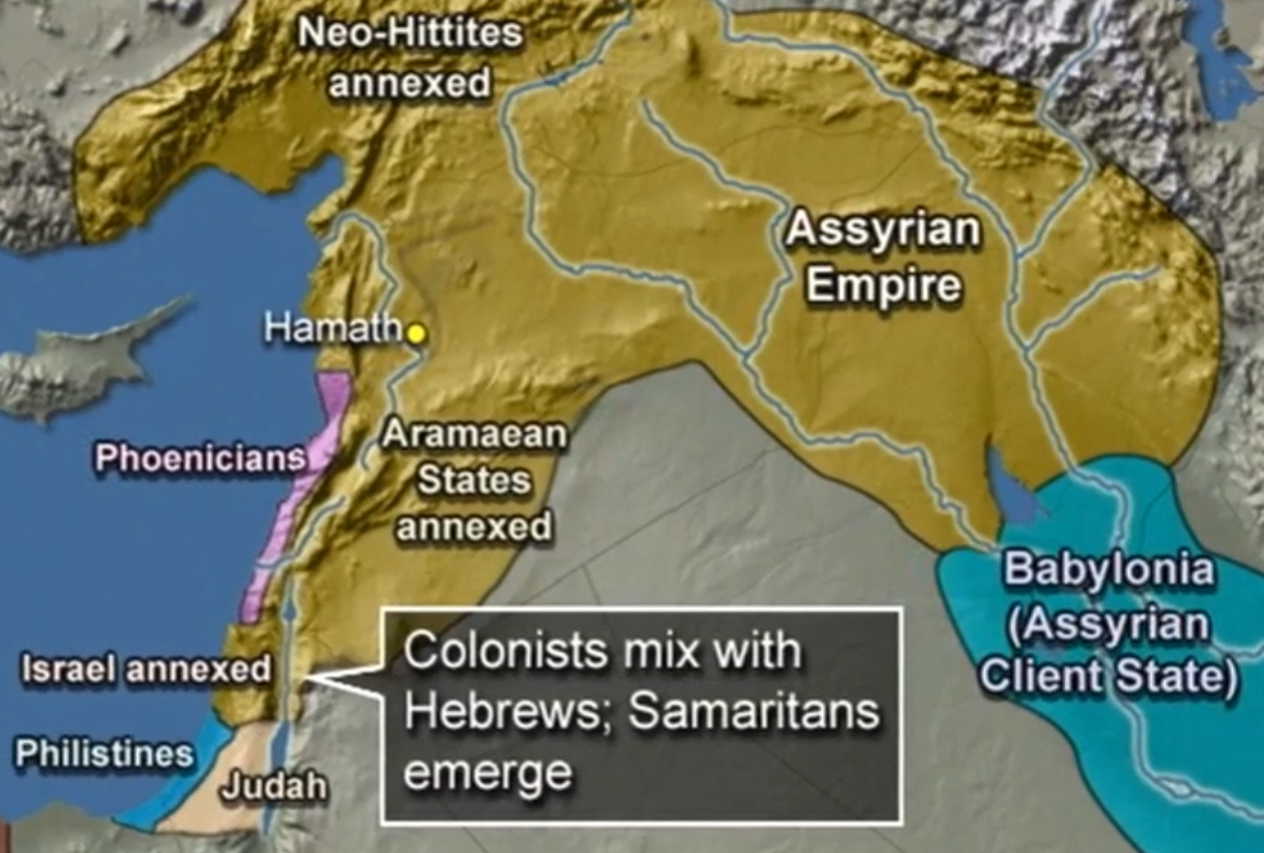 Neo-Hittites
annexed
Assyrian
Empire
Hamath
Phoenicians
Aramaean
States
annexed
Babylonia
(Assyrian
Client State)
Israel annexed
Colonists mix with
Hebrews; Samaritans
emerge
Philistines
Judah